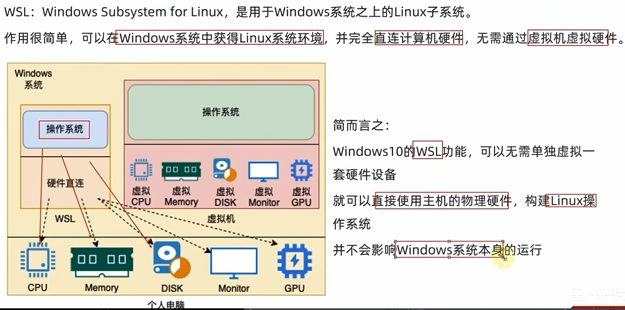 WSL：Windows Subsystem for Linux，是用于Windows系统之上的Linux子系统。
作用很简单，可以在Windows系统中获得Linux系统环境，并完全直连计算机硬件，无需通过虚拟机虚拟硬件。
Windows
系统
操作系统
操作系统
硬件直连
WSL
虚拟
CPU
虚拟
Memory
虚拟
DISK
虚拟
Monitor
虚拟
GPU
虚拟机
CPU
Memory
DISK
Monitor
GPU
个人电脑
简而言之：
Windows10的WSL功能，可以无需单独虚拟一
套硬件设备
就可以直接使用主机的物理硬件，构建Linux操
作系统
并不会影响Windows系统本身的运行